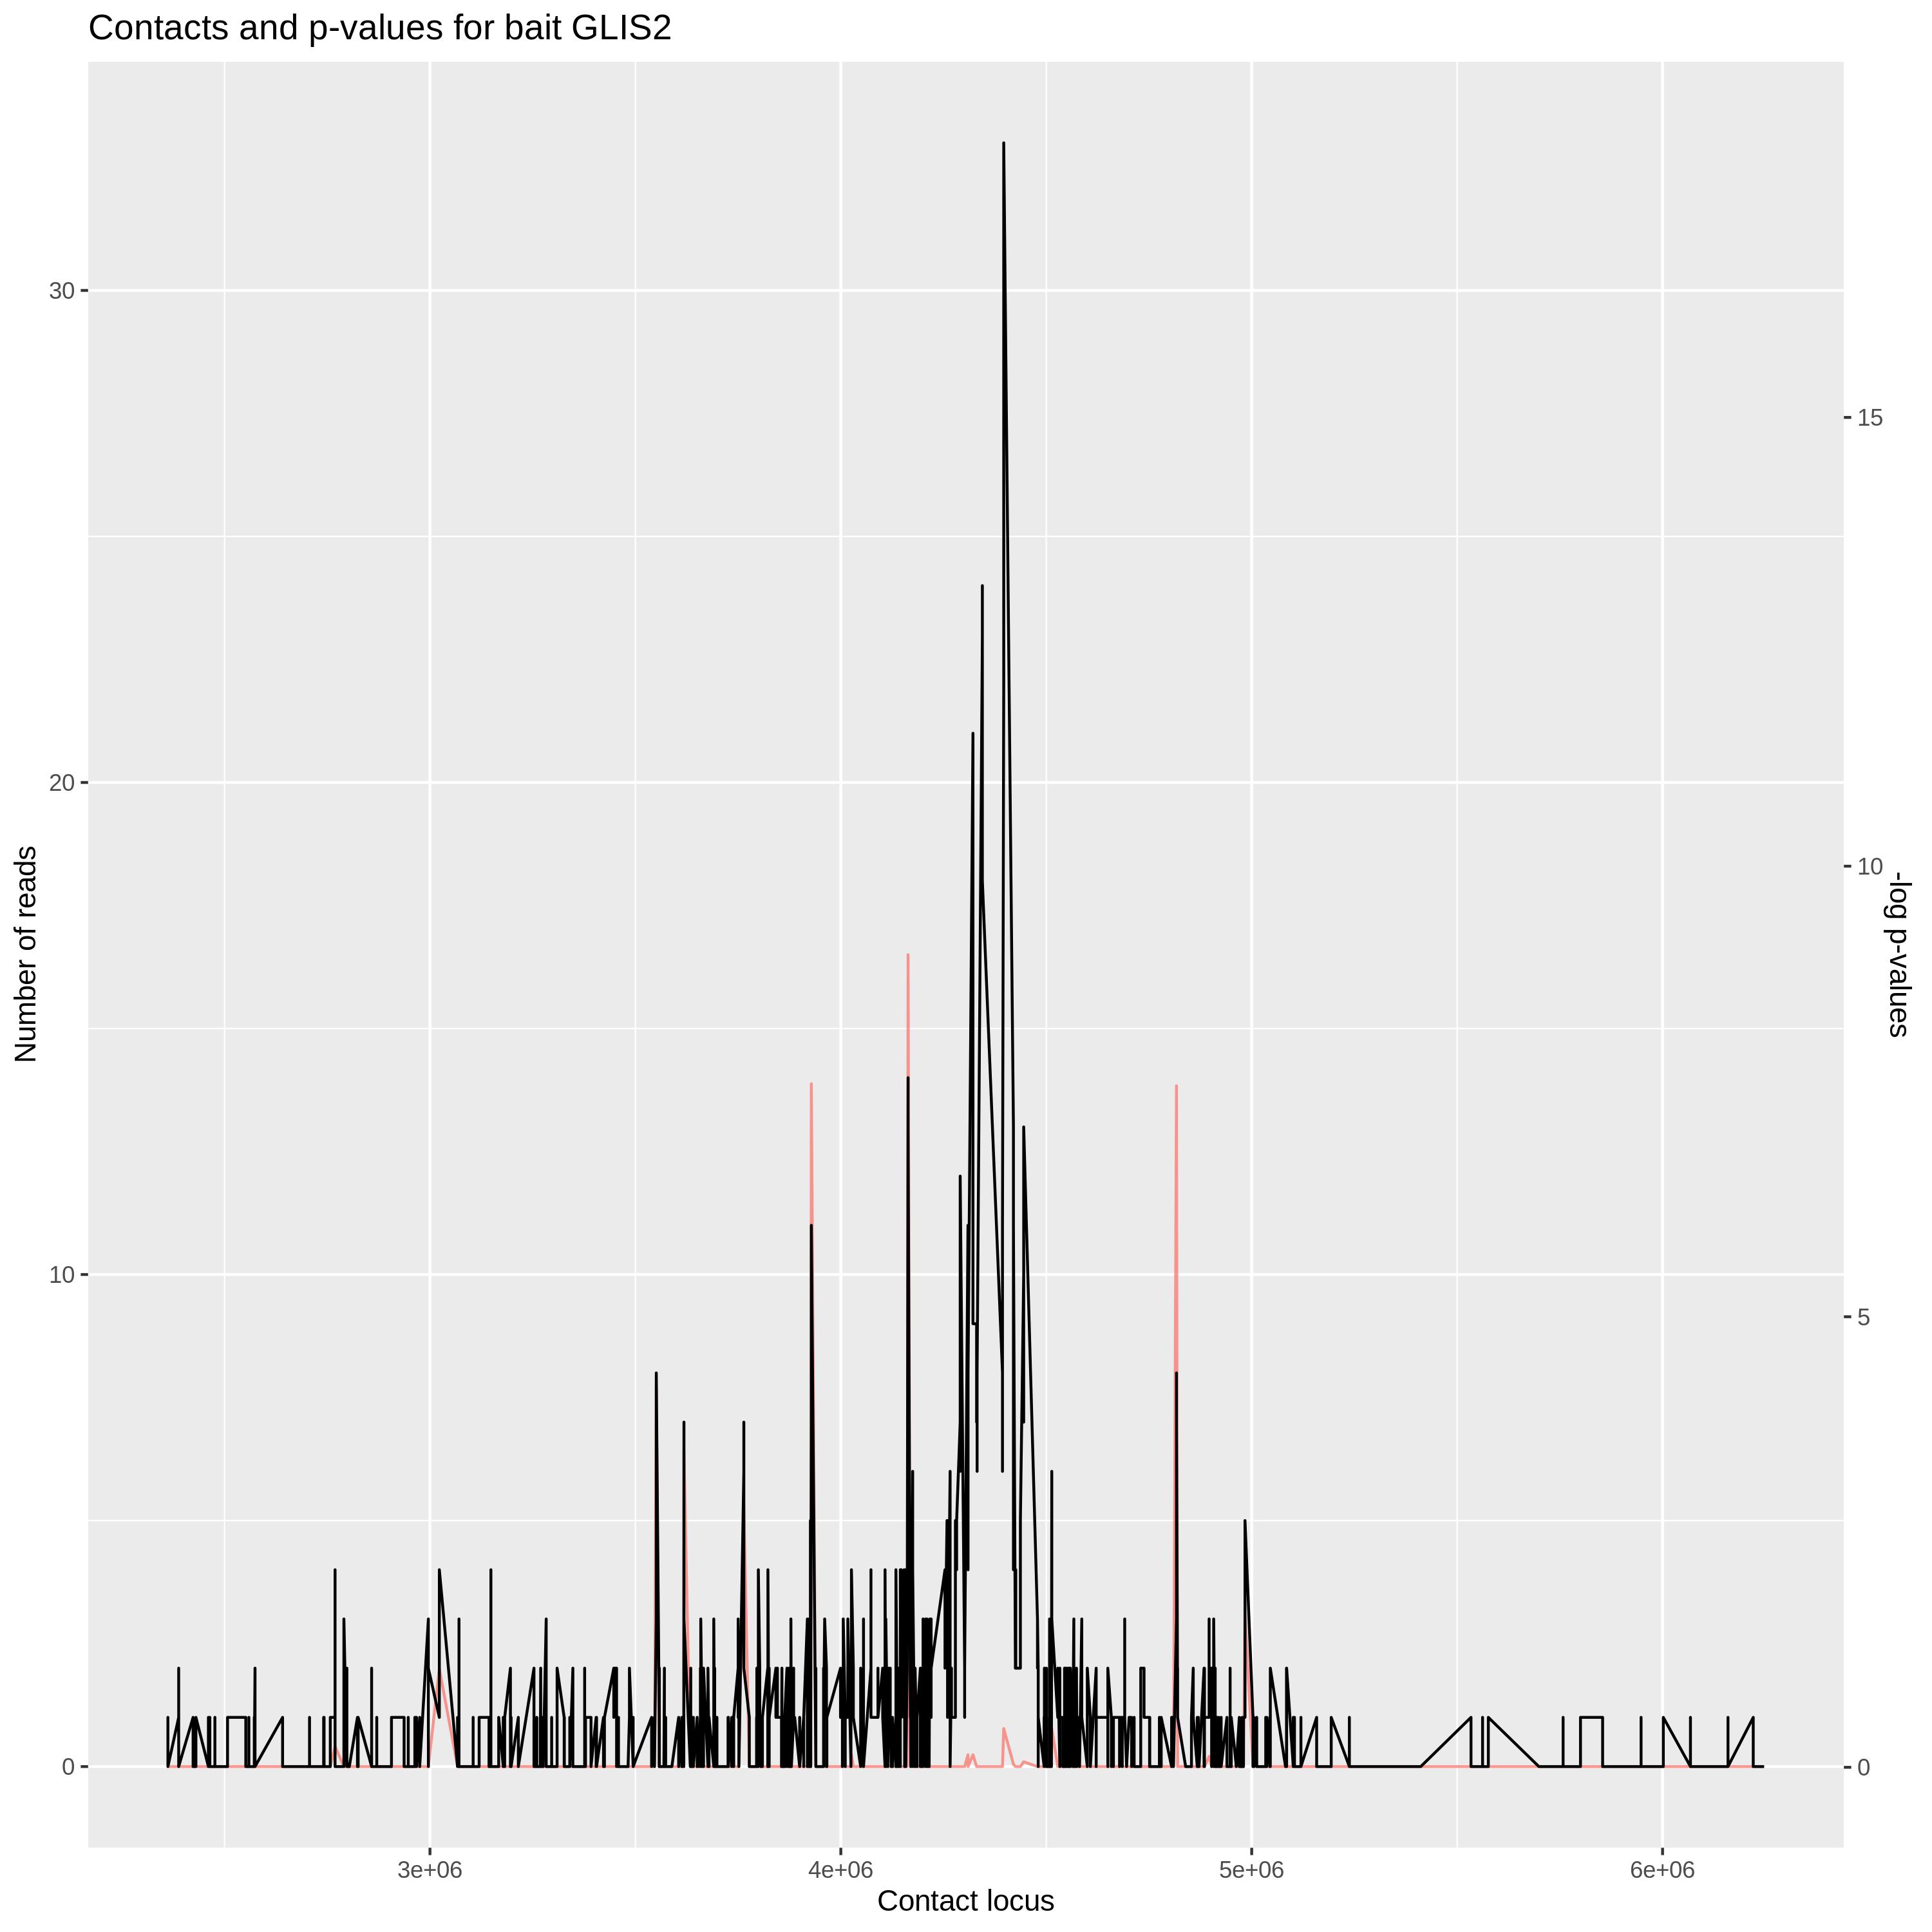 Contacts and p-values for bait GLIS2
30
20
10
0
Number of reads
15
10
5
0
-log p-values
3e+06
4e+06
5e+06
6e+06
Contact locus